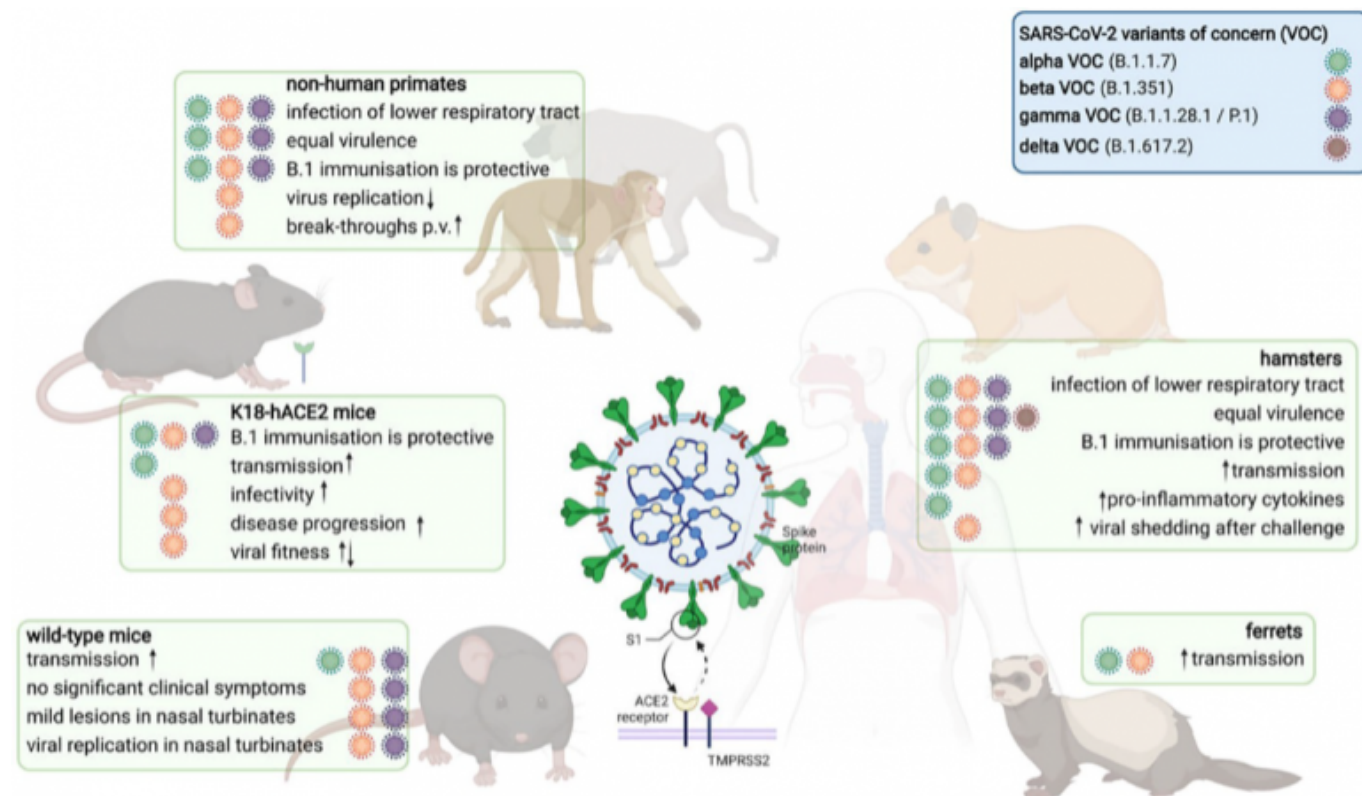 SARS-CoV-2 variants of concern (VOC)
alpha VOC (B.1.1.7)
beta VOC (B.1.351)
gamma VOC (B.1.1.28.1 / P.1)
delta VOC (B.1.617.2)
non-human primates
infection of lower respiratory tract
equal virulence
B.1 immunisation is protective
virus replication↓
break-throughs p.v.↑
K18-hACE2 mice
B.1 immunisation is protective
transmission↑
infectivity ↑
disease progression ↑
viral fitness ↑↓
hamsters
infection of lower respiratory tract
equal virulence
B.1 immunisation is protective
↑transmission
↑pro-inflammatory cytokines
↑ viral shedding after challenge
Spike
protein
S1
ACE2
receptor
TMPRSS2
wild-type mice
transmission ↑
no significant clinical symptoms
mild lesions in nasal turbinates
viral replication in nasal turbinates
ferrets
↑transmission